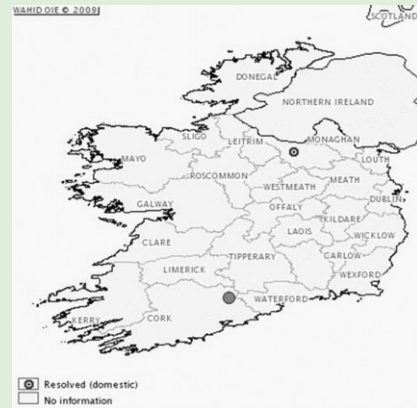 WAHID OIE © 2009
SCOTLAND
DONEGAL
NORTHERN IRELAND
SLIGO
LEITRIM
MONAGHAN
MAYO
ROSCOMMON
LOUTH
WESTMEATH
MEATH
GALWAY
OFFALY
DUBLIN
KILDARE
CLARE
LAOIS
WICKLOW
TIPPERARY
CARLOW
LIMERICK
WEXFORD
WATERFORD
KERRY
CORK
Resolved (domestic)
No information